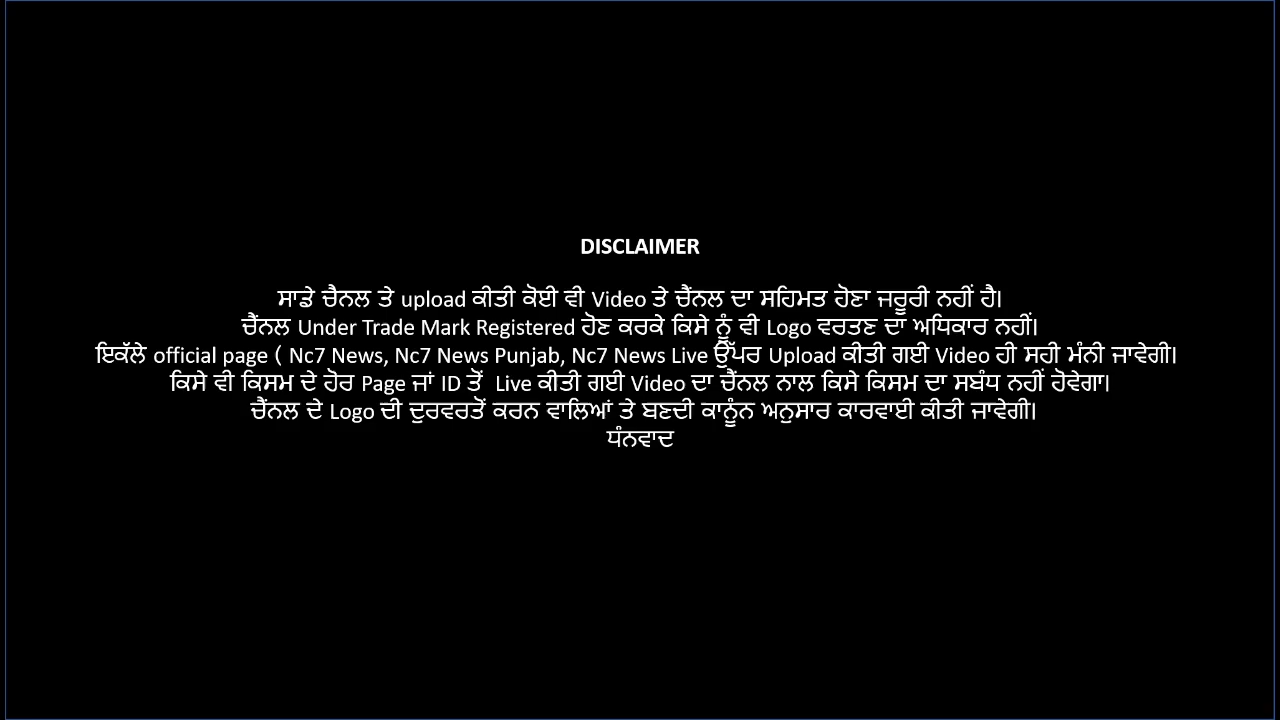 DISCLAIMER
ਸਾਡੇ ਚੈਨਲ ਤੇ upload ਕੀਤੀ ਕੋਈ ਵੀ Video ਤੇ ਚੈੱਨਲ ਦਾ ਸਹਿਮਤ ਹੋਣਾ ਜਰੂਰੀ ਨਹੀਂ ਹੈ।
ਚੈੱਨਲ Under Trade Mark Registered ਹੋਣ ਕਰਕੇ ਕਿਸੇ ਨੂੰ ਵੀ Logo ਵਰਤਣ ਦਾ ਅਧਿਕਾਰ ਨਹੀਂ।
ਇਕੱਲੇ official page ( Nc7 News, Nc7 News Punjab, Nc7 News Live ਉੱਪਰ Upload ਕੀਤੀ ਗਈ Video ਹੀ ਸਹੀ ਮੰਨੀ ਜਾਵੇਗੀ।
ਕਿਸੇ ਵੀ ਕਿਸਮ ਦੇ ਹੋਰ Page ਜਾਂ ID ਤੋਂ Live ਕੀਤੀ ਗਈ Video ਦਾ ਚੈੱਨਲ ਨਾਲ ਕਿਸੇ ਕਿਸਮ ਦਾ ਸਬੰਧ ਨਹੀਂ ਹੋਵੇਗਾ।
ਚੈੱਨਲ ਦੇ Logo ਦੀ ਦੁਰਵਰਤੋਂ ਕਰਨ ਵਾਲਿਆਂ ਤੇ ਬਣਦੀ ਕਾਨੂੰਨ ਅਨੁਸਾਰ ਕਾਰਵਾਈ ਕੀਤੀ ਜਾਵੇਗੀ।
ਧੰਨਵਾਦ